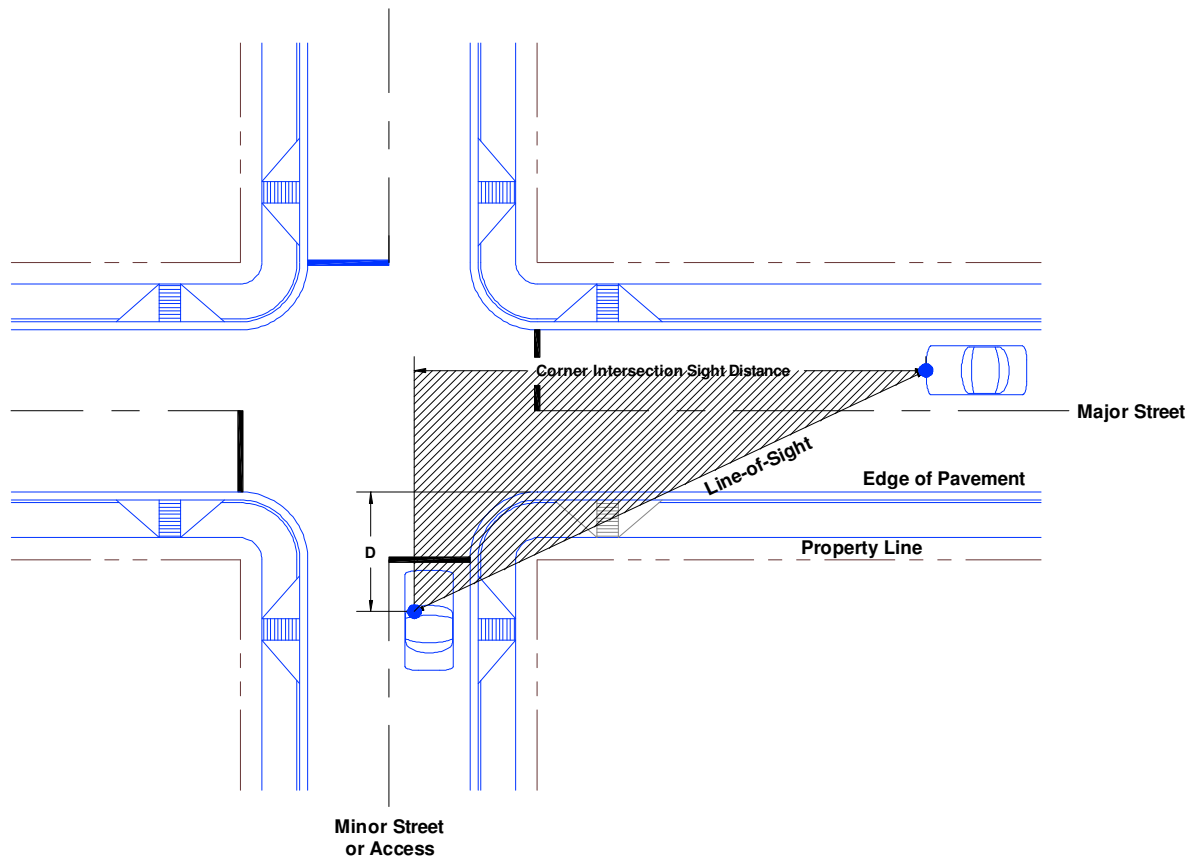 Corner Intersection Sight Distance
Major Street
Line-of-Sight
Edge of Pavement
D
Property Line
Minor Street
or Access